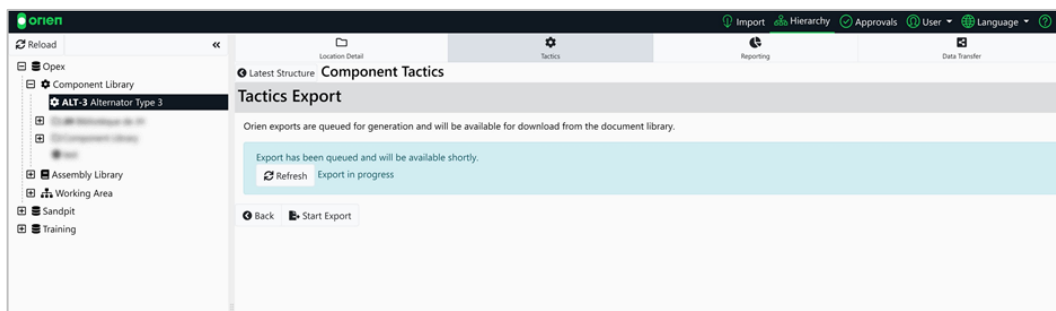 orien
Import Hierarchy Approvals User Language
Reload
Location Detail Tactics Reporting Data Transfer
Opex
Component Library
ALT-3 Alternator Type 3
Assembly Library
Working Area
Sandpit
Training
Latest Structure Component Tactics
Tactics Export
Orien exports are queued for generation and will be available for download from the document library.
Export has been queued and will be available shortly.
Refresh Export in progress
Back Start Export